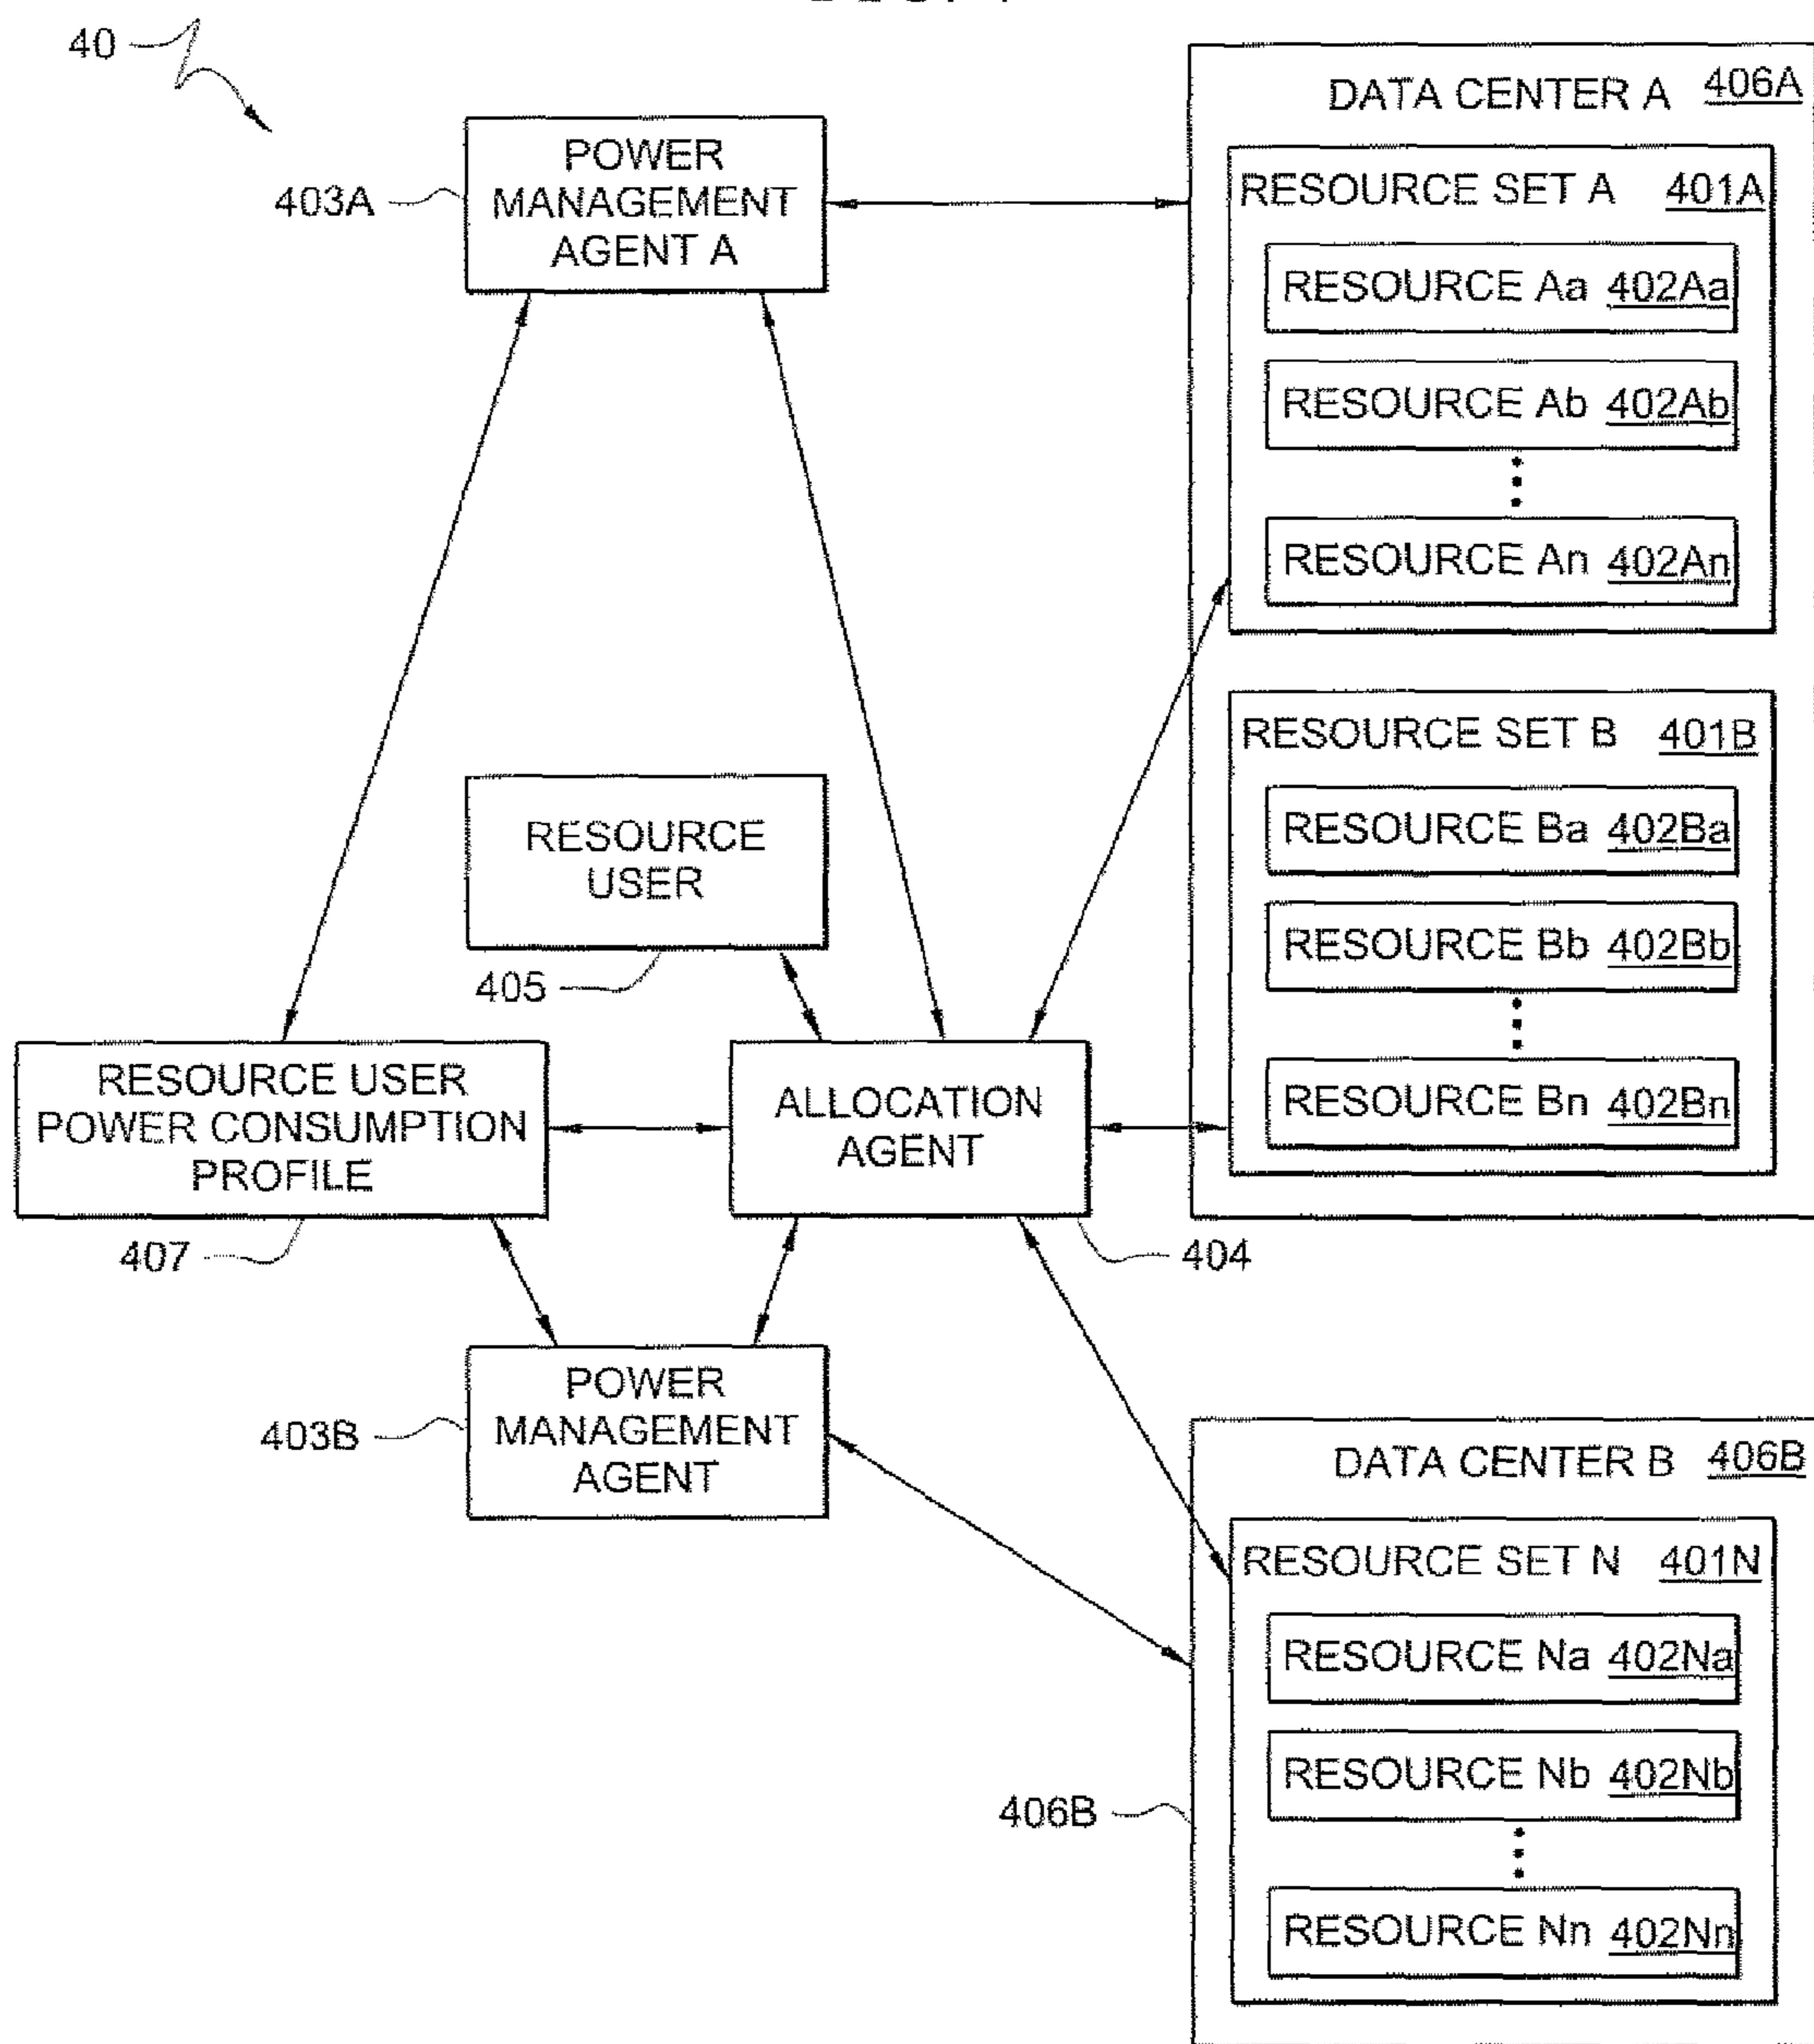 40
DATA CENTER A 406A
POWER
MANAGEMENT
AGENT A
403A
RESOURCE SET A 401A
RESOURCE Aa 402Aa
RESOURCE Ab 402Ab
RESOURCE An 402An
RESOURCE SET B 401B
RESOURCE Ba 402Ba
RESOURCE Bb 402Bb
RESOURCE Bn 402Bn
RESOURCE
USER
405
RESOURCE USER
POWER CONSUMPTION
PROFILE
407
ALLOCATION
AGENT
404
POWER
MANAGEMENT
AGENT
403B
DATA CENTER B 406B
RESOURCE SET N 401N
RESOURCE Na 402Na
RESOURCE Nb 402Nb
406B
RESOURCE Nn 402Nn